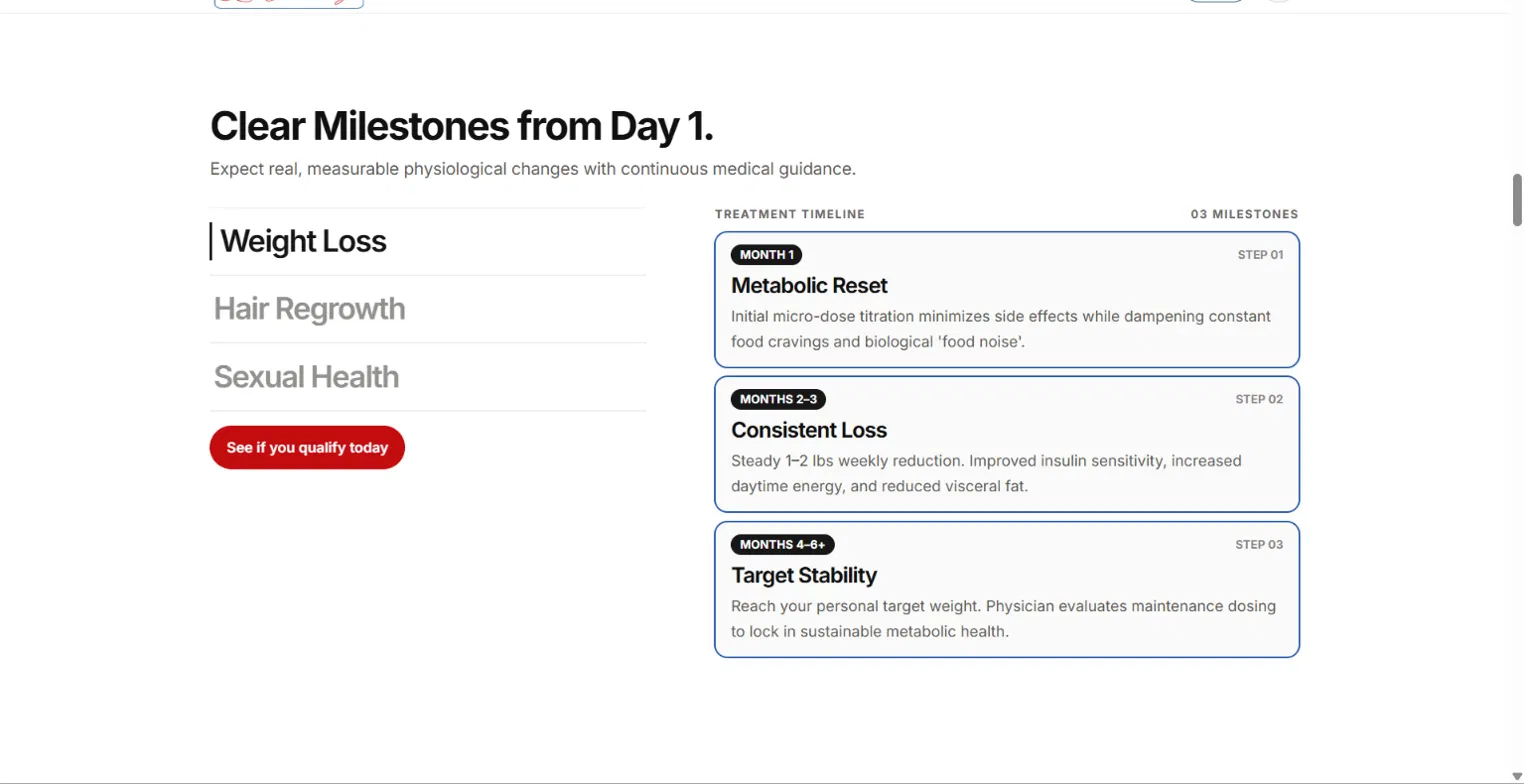 Clear Milestones from Day 1.
Expect real, measurable physiological changes with continuous medical guidance.
Weight Loss
Hair Regrowth
Sexual Health
See if you qualify today
TREATMENT TIMELINE
03 MILESTONES
MONTH 1
STEP 01
Metabolic Reset
Initial micro-dose titration minimizes side effects while dampening constant
food cravings and biological 'food noise'.
MONTHS 2–3
STEP 02
Consistent Loss
Steady 1–2 lbs weekly reduction. Improved insulin sensitivity, increased
daytime energy, and reduced visceral fat.
MONTHS 4–6+
STEP 03
Target Stability
Reach your personal target weight. Physician evaluates maintenance dosing
to lock in sustainable metabolic health.